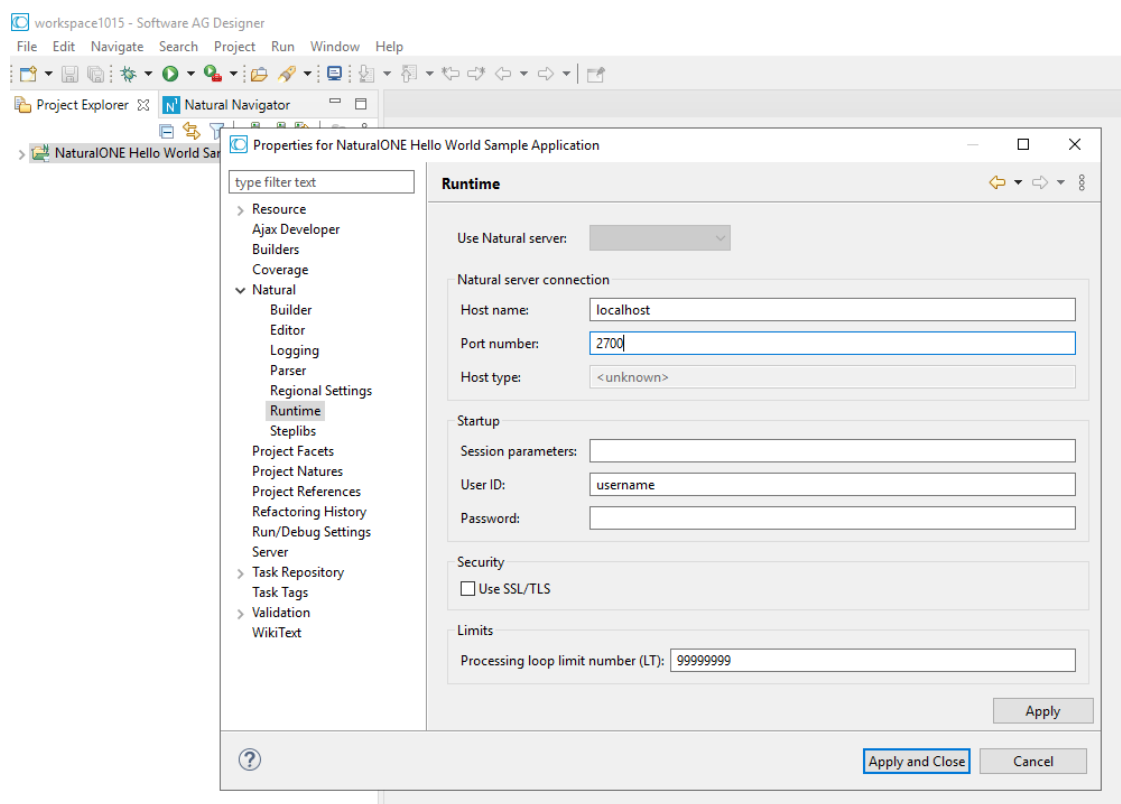 workspace1015 - Software AG Designer
File Edit Navigate Search Project Run Window Help
Project Explorer Natural Navigator
NaturalONE Hello World Sar
Properties for NaturalONE Hello World Sample Application
type filter text
Resource
Ajax Developer
Builders
Coverage
Natural
Builder
Editor
Logging
Parser
Regional Settings
Runtime
Steplibs
Project Facets
Project Natures
Project References
Refactoring History
Run/Debug Settings
Server
Task Repository
Task Tags
Validation
WikiText
Runtime
Use Natural server:
Natural server connection
Host name: localhost
Port number: 2700
Host type: <unknown>
Startup
Session parameters:
User ID: username
Password:
Security
Use SSL/TLS
Limits
Processing loop limit number (LT): 99999999
Apply
Apply and Close Cancel